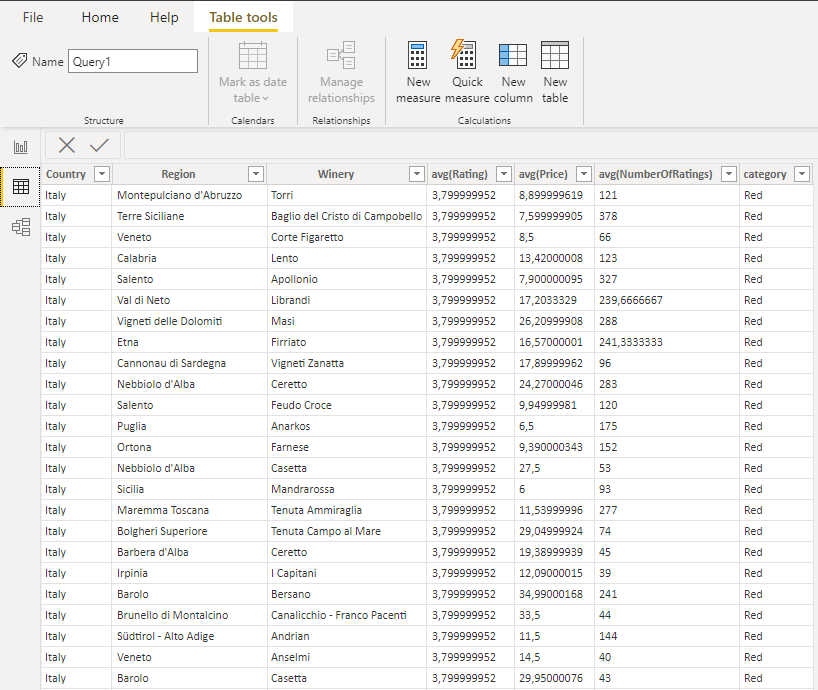 File Home Help Table tools
Name Query1
Mark as date table
Manage relationships
New measure
Quick measure
New column
New table
Structure Calendars Relationships Calculations
Country Region Winery avg(Rating) avg(Price) avg(NumberOfRatings) category
Italy Montepulciano d'Abruzzo Torri 3,799999952 8,899999619 121 Red
Italy Terre Siciliane Baglio del Cristo di Campobello 3,799999952 7,599999905 378 Red
Italy Veneto Corte Figaretto 3,799999952 8,5 66 Red
Italy Calabria Lento 3,799999952 13,42000008 123 Red
Italy Salento Apollonio 3,799999952 7,900000095 327 Red
Italy Val di Neto Librandi 3,799999952 17,2033329 239,6666667 Red
Italy Vigneti delle Dolomiti Masi 3,799999952 26,20999908 288 Red
Italy Etna Firriato 3,799999952 16,57000001 241,3333333 Red
Italy Cannonau di Sardegna Vigneti Zanatta 3,799999952 17,89999962 96 Red
Italy Nebbiolo d'Alba Ceretto 3,799999952 24,27000046 283 Red
Italy Salento Feudo Croce 3,799999952 9,94999981 120 Red
Italy Puglia Anarkos 3,799999952 6,5 175 Red
Italy Ortona Farnese 3,799999952 9,390000343 152 Red
Italy Nebbiolo d'Alba Casetta 3,799999952 27,5 53 Red
Italy Sicilia Mandrarossa 3,799999952 6 93 Red
Italy Maremma Toscana Tenuta Ammiraglia 3,799999952 11,53999996 277 Red
Italy Bolgheri Superiore Tenuta Campo al Mare 3,799999952 29,04999924 74 Red
Italy Barbera d'Alba Ceretto 3,799999952 19,38999939 45 Red
Italy Irpinia I Capitani 3,799999952 12,09000015 39 Red
Italy Barolo Bersano 3,799999952 34,99000168 241 Red
Italy Brunello di Montalcino Canalicchio - Franco Pacenti 3,799999952 33,5 44 Red
Italy Südtirol - Alto Adige Andrian 3,799999952 11,5 144 Red
Italy Veneto Anselmi 3,799999952 14,5 40 Red
Italy Barolo Casetta 3,799999952 29,95000076 43 Red